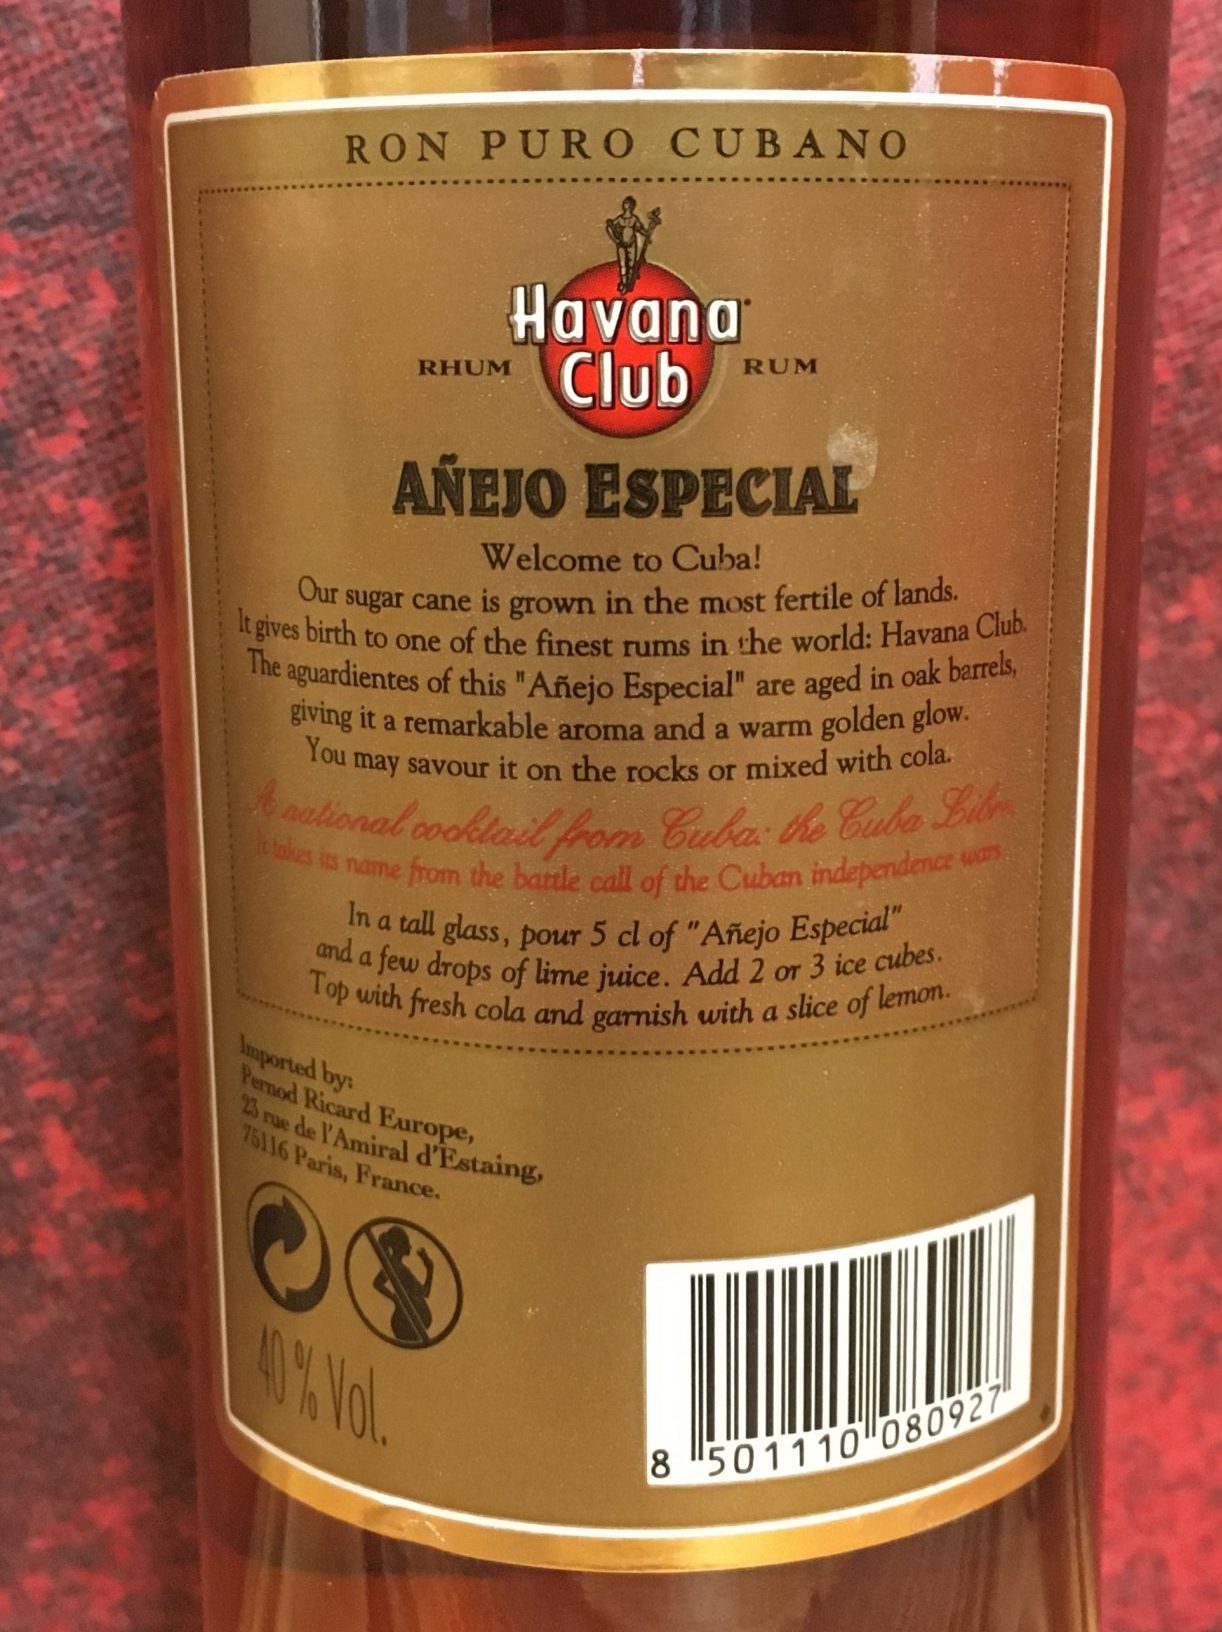 RON PURO CUBANO
Havana
RHUM Club RUM
AÑEJO ESPECIAL
Welcome to Cuba!
Our sugar cane is grown in the most fertile of lands.
It gives birth to one of the finest rums in the world: Havana Club.
The aguardientes of this "Añejo Especial" are aged in oak barrels,
giving it a remarkable aroma and a warm golden glow.
You may savour it on the rocks or mixed with cola.
A national cocktail from Cuba: the Cuba Libre
It takes its name from the battle call of the Cuban independence wars
In a tall glass, pour 5 cl of "Añejo Especial"
and a few drops of lime juice. Add 2 or 3 ice cubes.
Top with fresh cola and garnish with a slice of lemon.
Imported by:
Pernod Ricard Europe,
23 rue de l'Amiral d'Estaing,
75116 Paris, France.
40 % Vol.
8 501110 080927